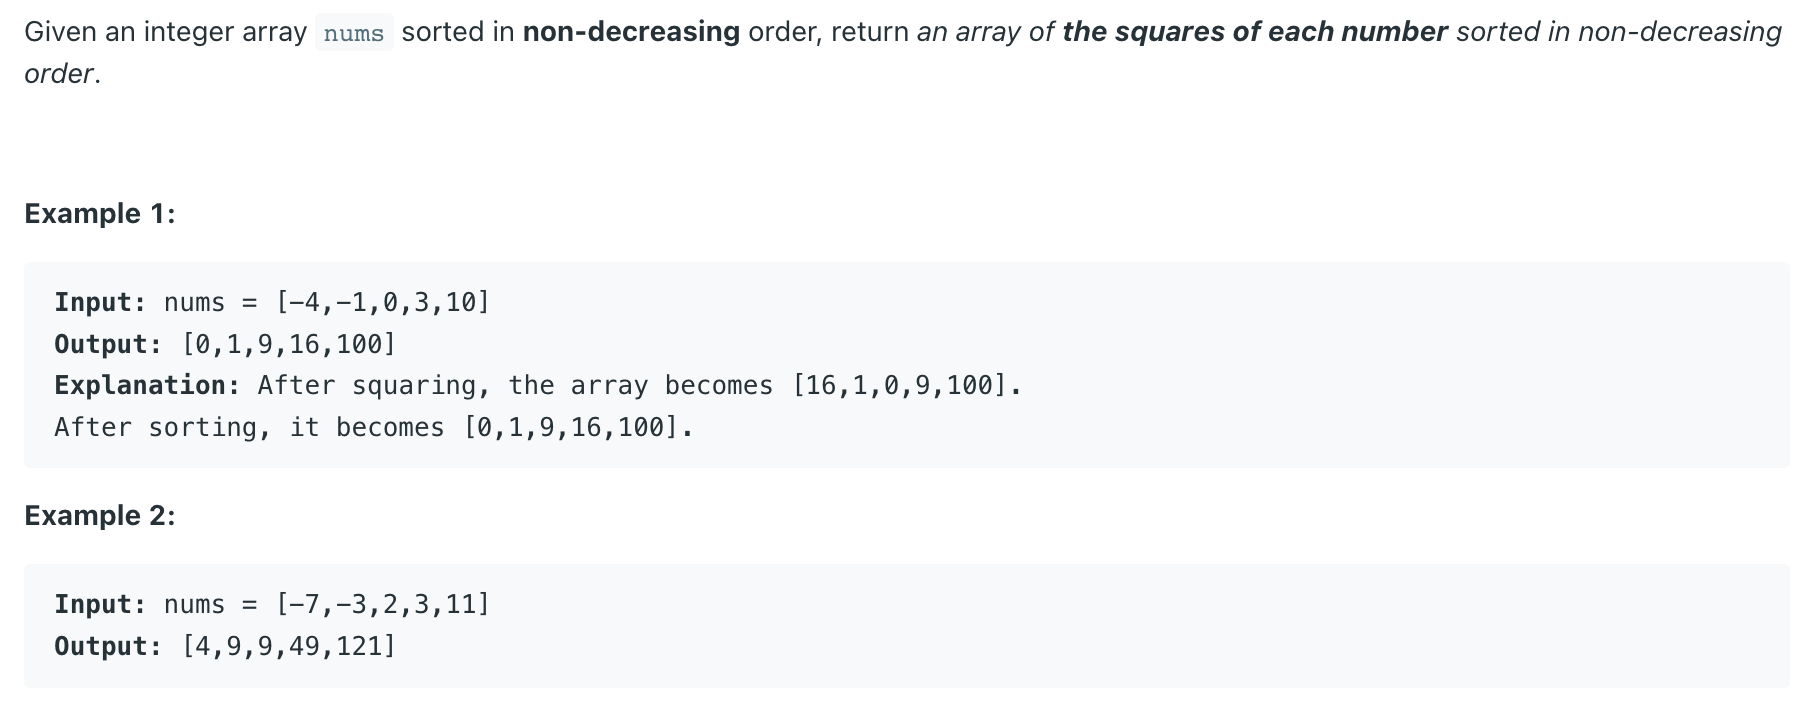 Given an integer array nums sorted in non-decreasing order, return an array of the squares of each number sorted in non-decreasing
order.
Example 1:
Input: nums = [-4,-1,0,3,10]
Output: [0,1,9,16,100]
Explanation: After squaring, the array becomes [16,1,0,9,100].
After sorting, it becomes [0,1,9,16,100].
Example 2:
Input: nums = [-7,-3,2,3,11]
Output: [4,9,9,49,121]